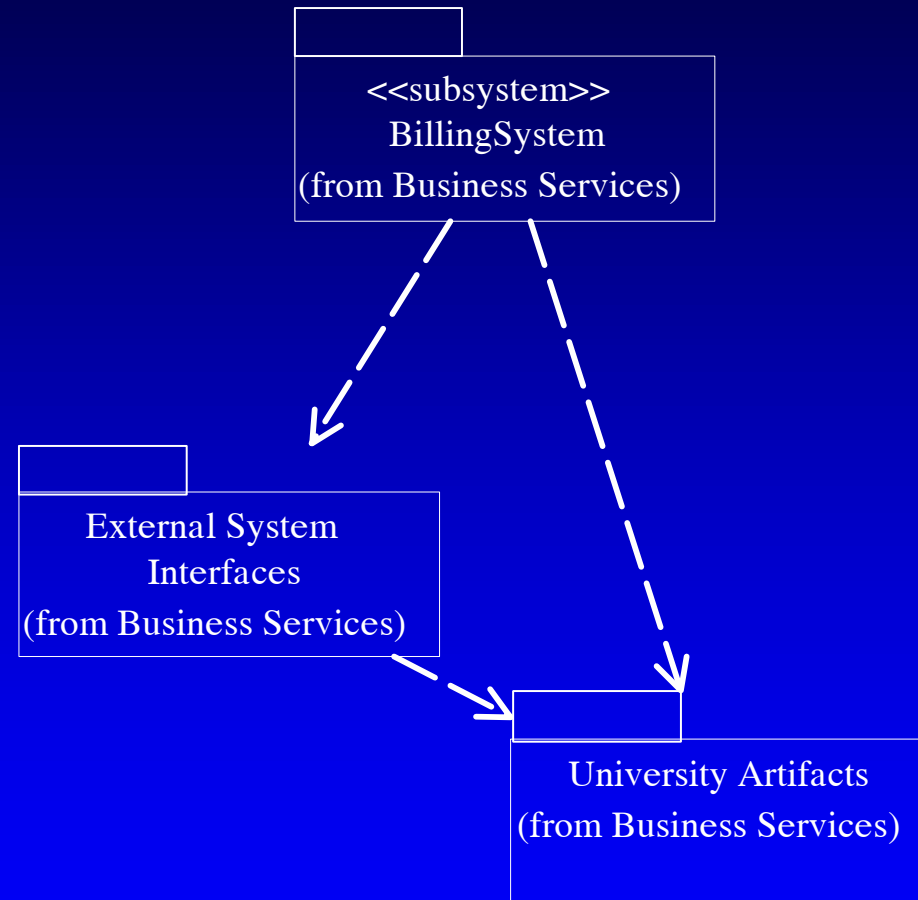 <<subsystem>>
BillingSystem
(from Business Services)
External System
Interfaces
(from Business Services)
University Artifacts
(from Business Services)